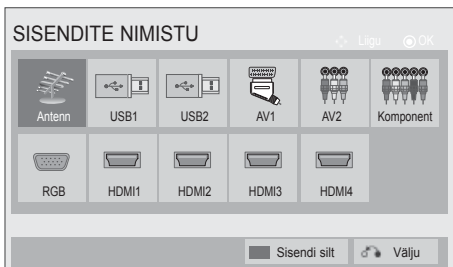 SISENDITE NIMISTU
Liigu OK
Antenn USB1 USB2 AV1 AV2 Komponent
RGB HDMI1 HDMI2 HDMI3 HDMI4
Sisendi silt Välju